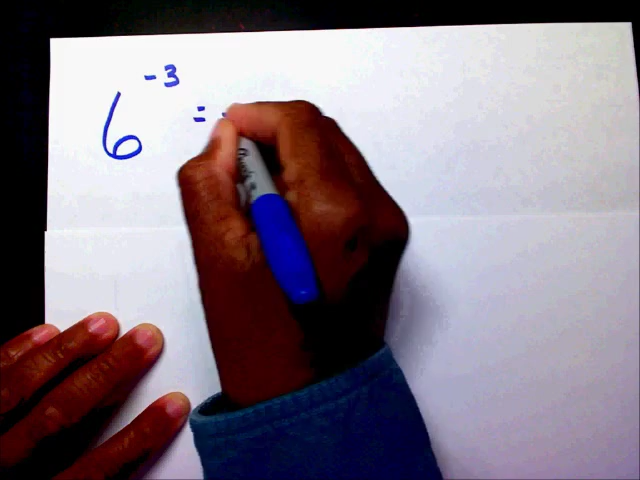 6^-3 =